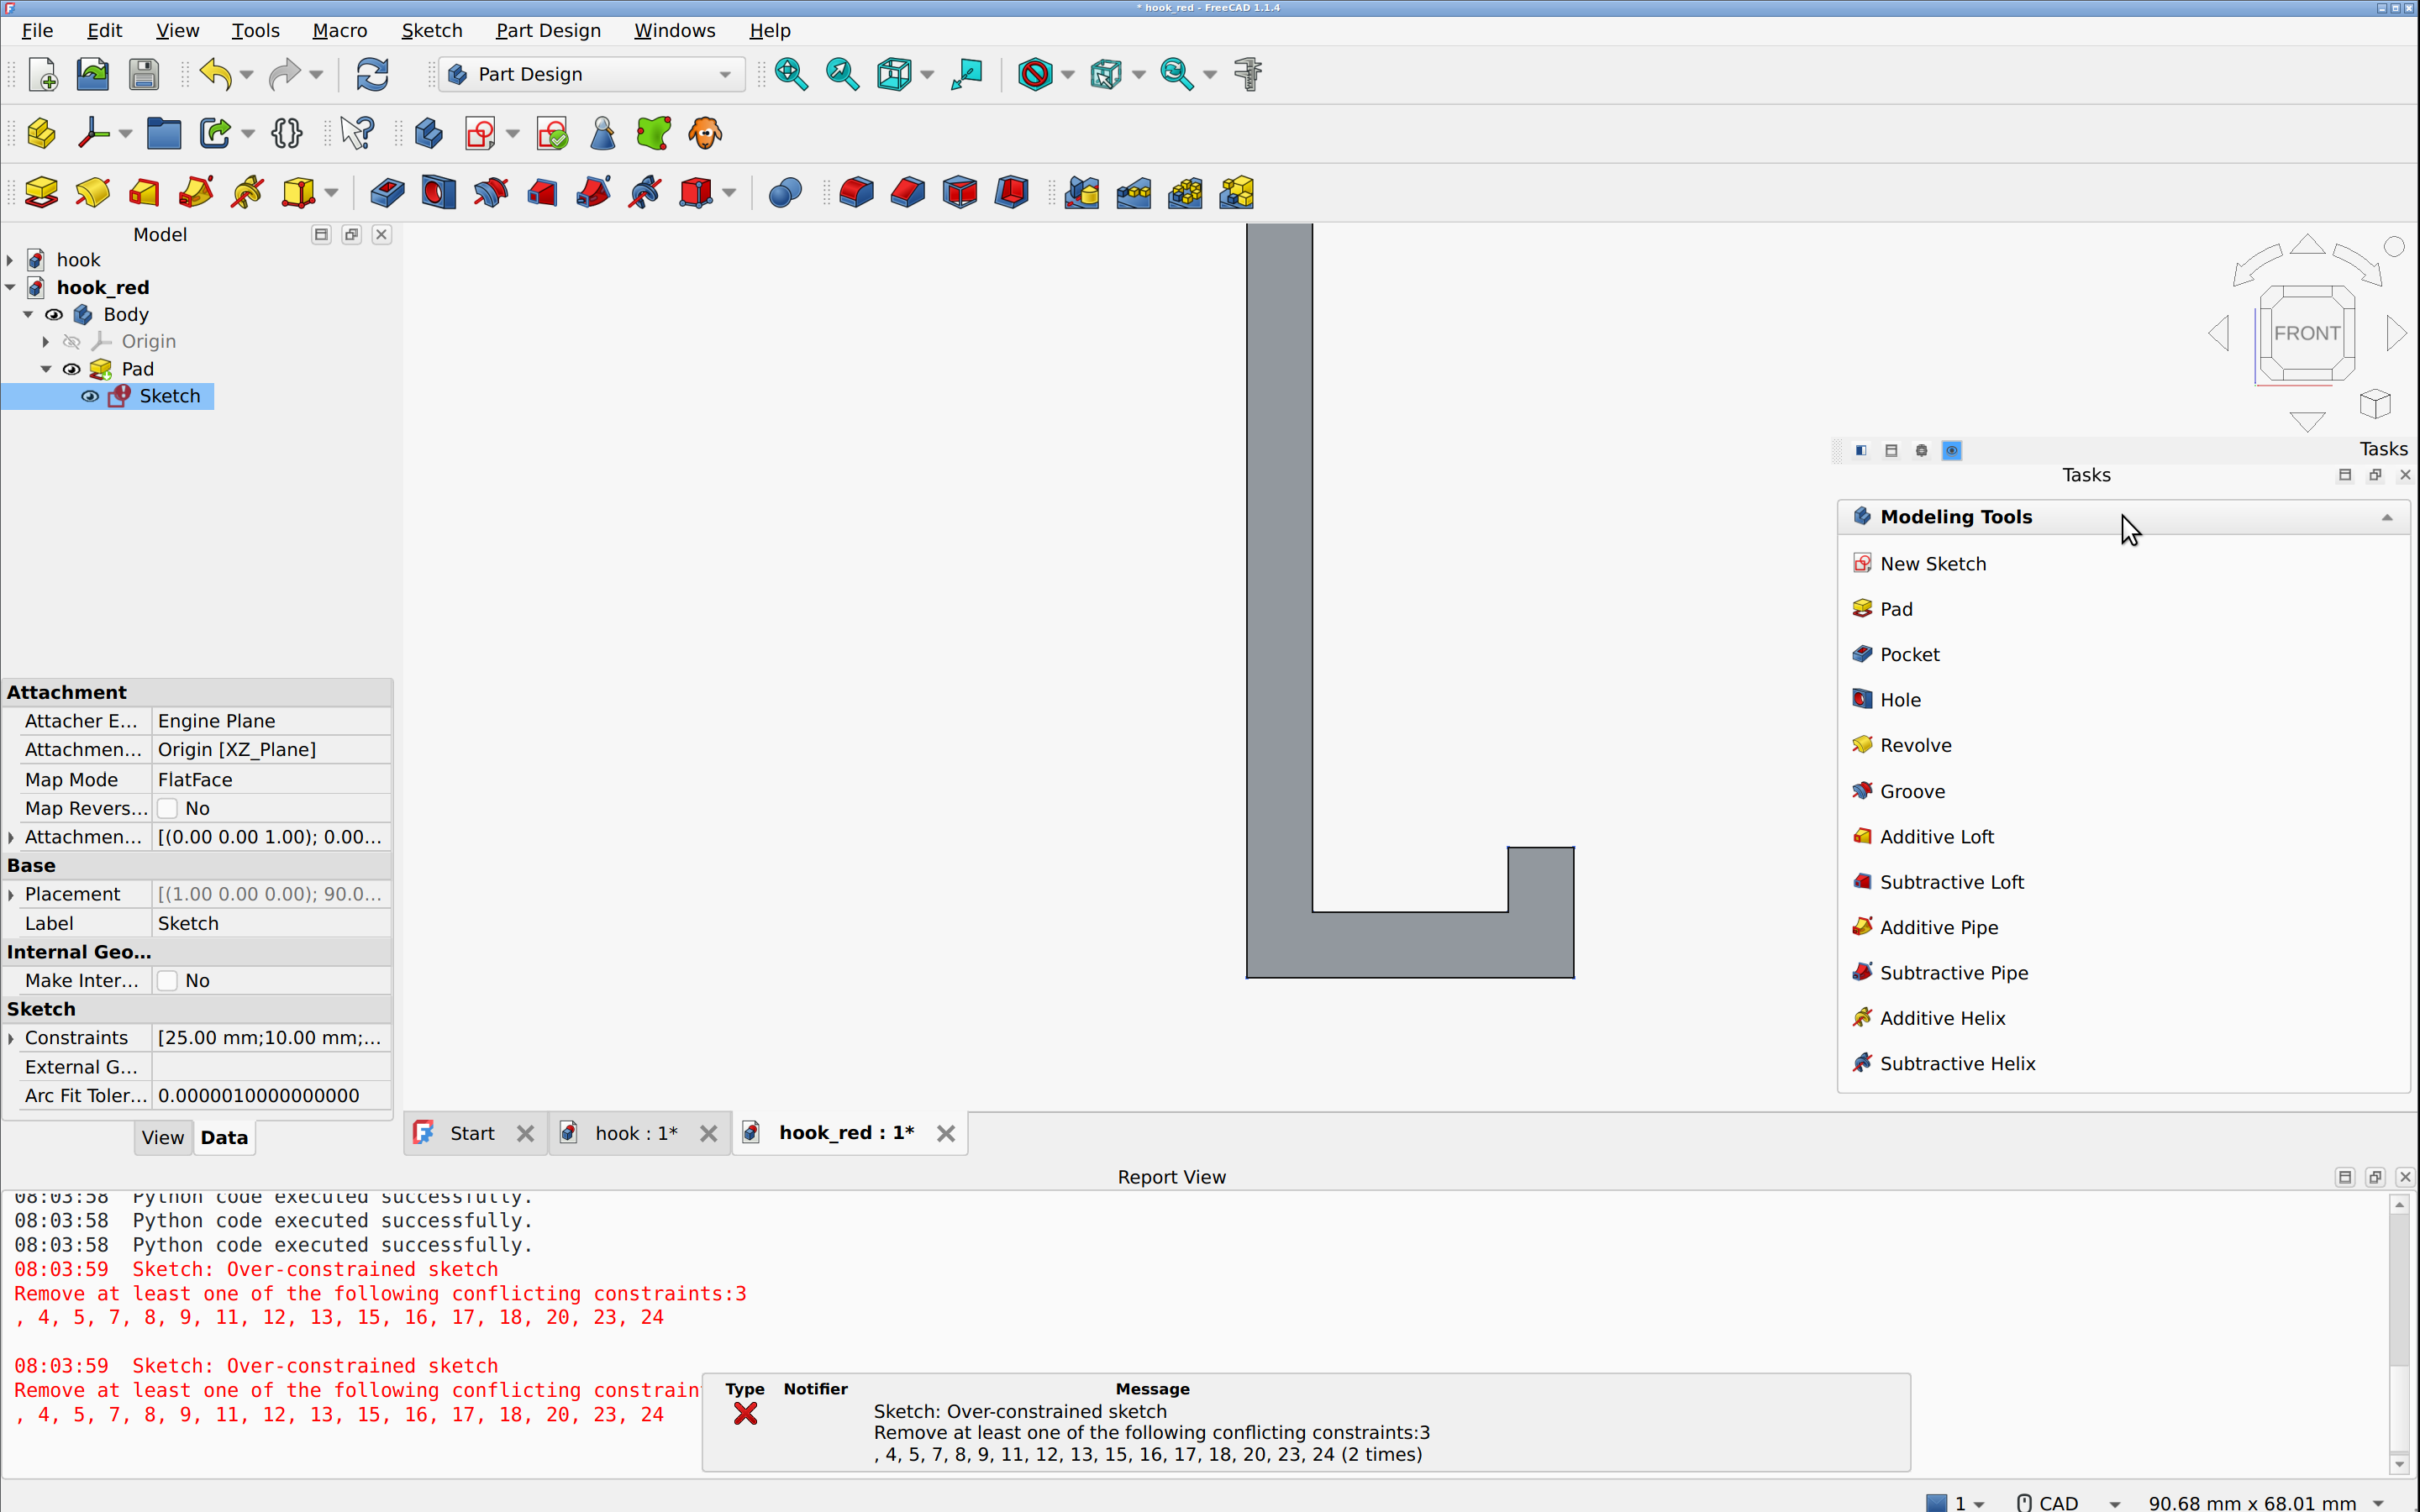 * hook_red - FreeCAD 1.1.4
File Edit View Tools Macro Sketch Part Design Windows Help
Part Design
Model
hook
hook_red
Body
Origin
Pad
Sketch
FRONT
Tasks
Tasks
Modeling Tools
New Sketch
Pad
Pocket
Hole
Revolve
Groove
Additive Loft
Subtractive Loft
Additive Pipe
Subtractive Pipe
Additive Helix
Subtractive Helix
Attachment
Attacher E... Engine Plane
Attachmen... Origin [XZ_Plane]
Map Mode FlatFace
Map Revers... No
Attachmen... [(0.00 0.00 1.00); 0.00...
Base
Placement [(1.00 0.00 0.00); 90.0...
Label Sketch
Internal Geo...
Make Inter... No
Sketch
Constraints [25.00 mm;10.00 mm;...
External G...
Arc Fit Toler... 0.0000010000000000
View Data
Start hook : 1* hook_red : 1*
Report View
08:03:58 Python code executed successfully.
08:03:58 Python code executed successfully.
08:03:58 Python code executed successfully.
08:03:59 Sketch: Over-constrained sketch
Remove at least one of the following conflicting constraints:3
, 4, 5, 7, 8, 9, 11, 12, 13, 15, 16, 17, 18, 20, 23, 24
08:03:59 Sketch: Over-constrained sketch
Remove at least one of the following conflicting constrain
, 4, 5, 7, 8, 9, 11, 12, 13, 15, 16, 17, 18, 20, 23, 24
Type Notifier Message
Sketch: Over-constrained sketch
Remove at least one of the following conflicting constraints:3
, 4, 5, 7, 8, 9, 11, 12, 13, 15, 16, 17, 18, 20, 23, 24 (2 times)
1 CAD 90.68 mm x 68.01 mm